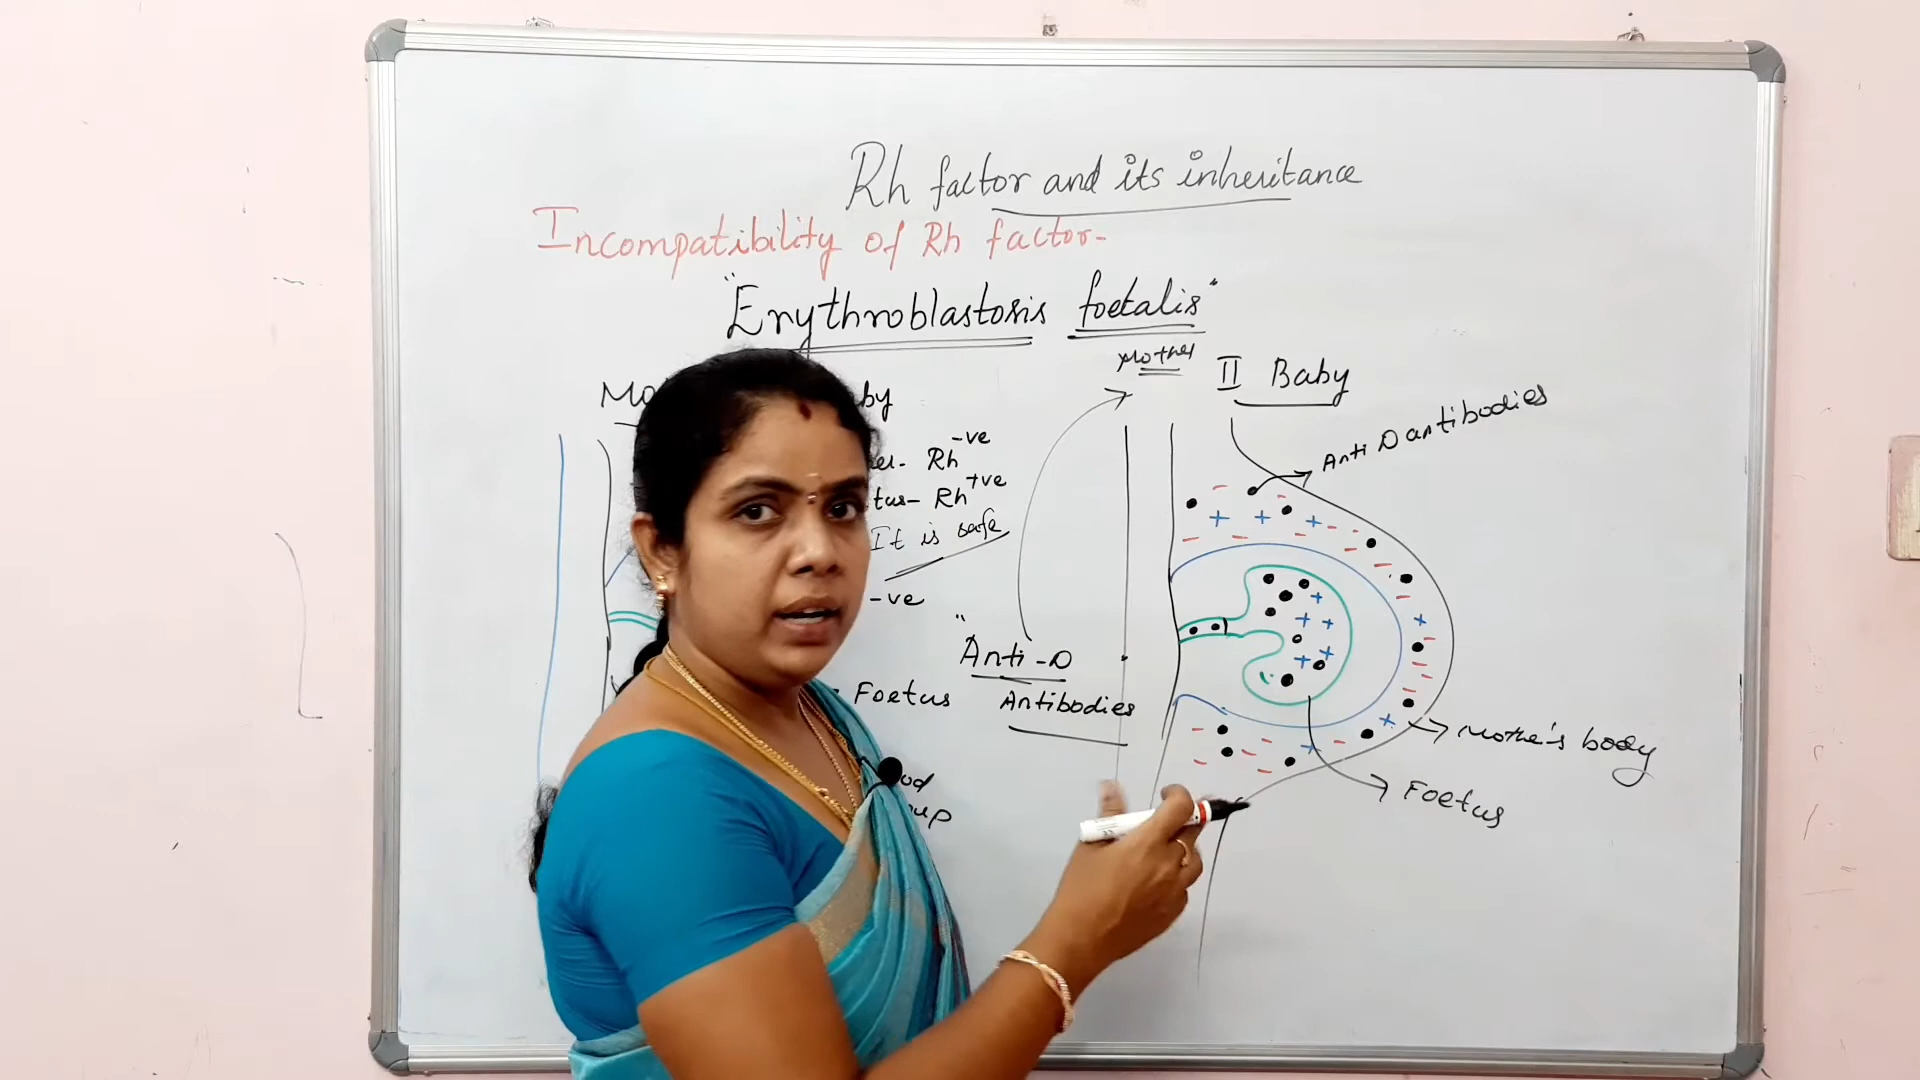 Rh factor and its inheritance
Incompatibility of Rh factor-
"Erythroblastosis foetalis"
Rh -ve
Rh +ve
It is safe
-ve
Foetus
"Anti-D
Antibodies
Mother
II Baby
Anti D antibodies
Mothe's body
Foetus